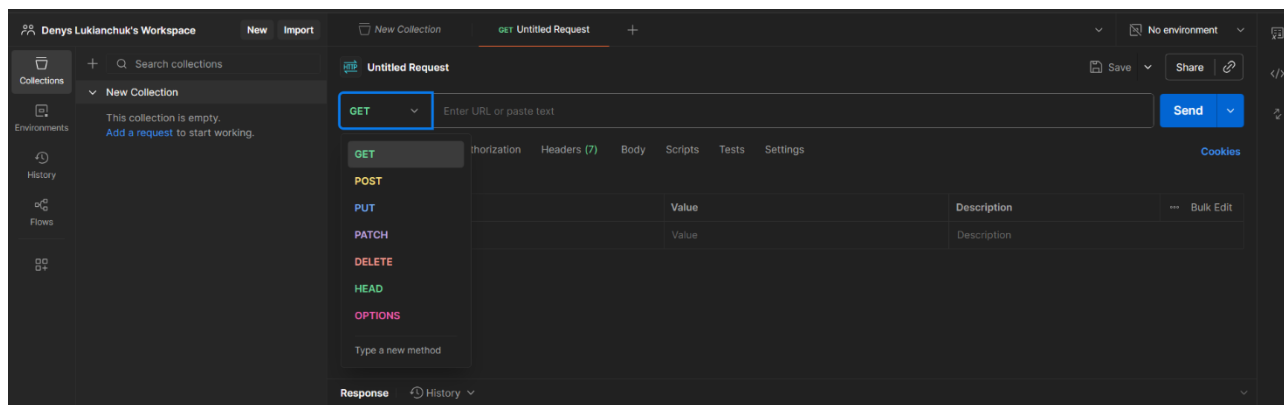 Denys Lukianchuk's Workspace New Import
New Collection GET Untitled Request No environment
Collections
Search collections
HTTP Untitled Request Save Share
New Collection
This collection is empty.
Add a request to start working.
GET Enter URL or paste text Send
Environments
History
Flows
thorization Headers (7) Body Scripts Tests Settings Cookies
GET
POST
PUT
PATCH
DELETE
HEAD
OPTIONS
Type a new method
Value Description Bulk Edit
Value Description
Response History